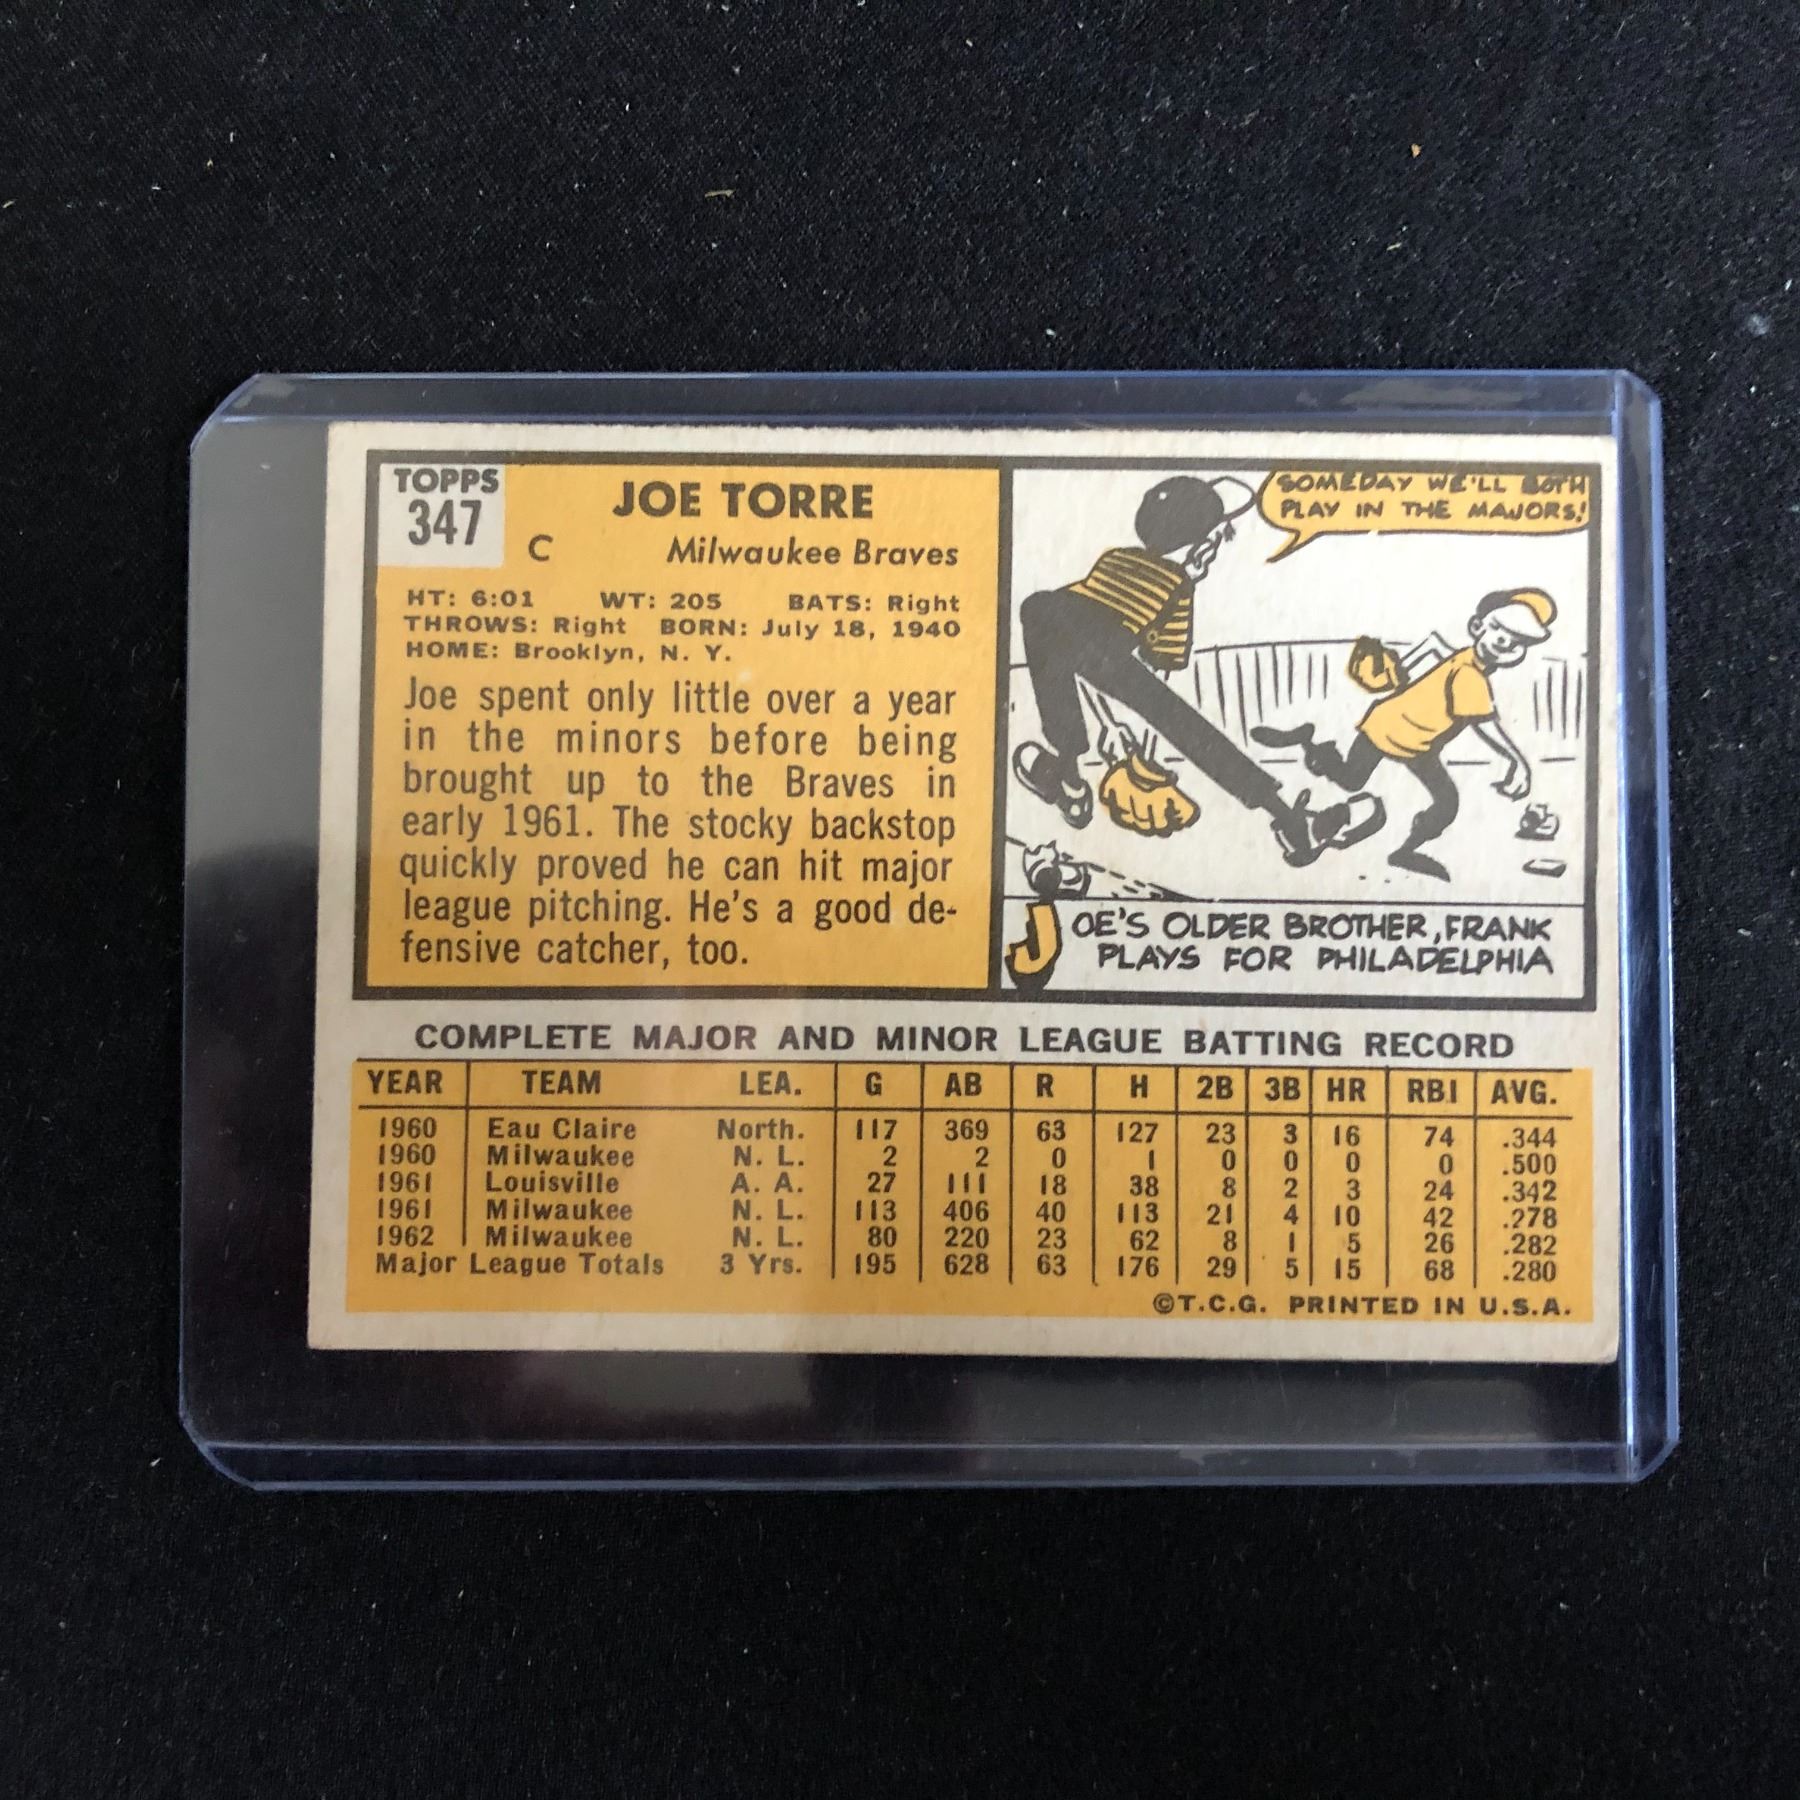 TOPPS
347
C
JOE TORRE
Milwaukee Braves
HT: 6:01 WT: 205 BATS: Right
THROWS: Right BORN: July 18, 1940
HOME: Brooklyn, N. Y.
Joe spent only little over a year
in the minors before being
brought up to the Braves in
early 1961. The stocky backstop
quickly proved he can hit major
league pitching. He's a good de-
fensive catcher, too.
SOMEDAY WE'LL BOTH
PLAY IN THE MAJORS!
JOE'S OLDER BROTHER, FRANK
PLAYS FOR PHILADELPHIA
COMPLETE MAJOR AND MINOR LEAGUE BATTING RECORD
YEAR TEAM LEA. G AB R H 2B 3B HR RBI AVG.
1960 Eau Claire North. 117 369 63 127 23 3 16 74 .344
1960 Milwaukee N. L. 2 2 0 1 0 0 0 0 .500
1961 Louisville A. A. 27 111 18 38 8 2 3 24 .342
1961 Milwaukee N. L. 113 406 40 113 21 4 10 42 .278
1962 Milwaukee N. L. 80 220 23 62 8 1 5 26 .282
Major League Totals 3 Yrs. 195 628 63 176 29 5 15 68 .280
©T.C.G. PRINTED IN U.S.A.